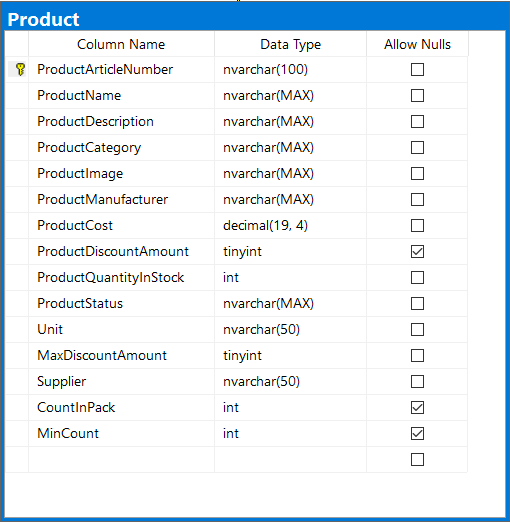 Product
Column Name Data Type Allow Nulls
ProductArticleNumber nvarchar(100)
ProductName nvarchar(MAX)
ProductDescription nvarchar(MAX)
ProductCategory nvarchar(MAX)
ProductImage nvarchar(MAX)
ProductManufacturer nvarchar(MAX)
ProductCost decimal(19, 4)
ProductDiscountAmount tinyint
ProductQuantityInStock int
ProductStatus nvarchar(MAX)
Unit nvarchar(50)
MaxDiscountAmount tinyint
Supplier nvarchar(50)
CountInPack int
MinCount int